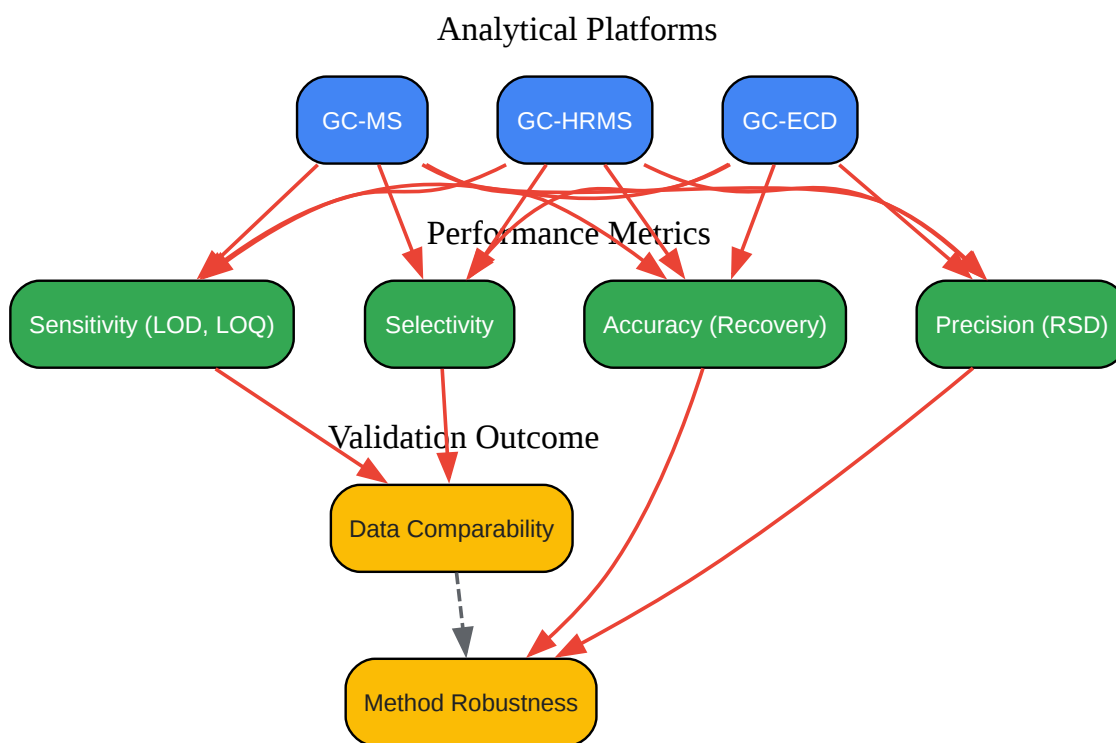 Analytical Platforms
GC-MS
GC-HRMS
GC-ECD
Performance Metrics
Sensitivity (LOD, LOQ)
Selectivity
Accuracy (Recovery)
Precision (RSD)
Validation Outcome
Data Comparability
Method Robustness